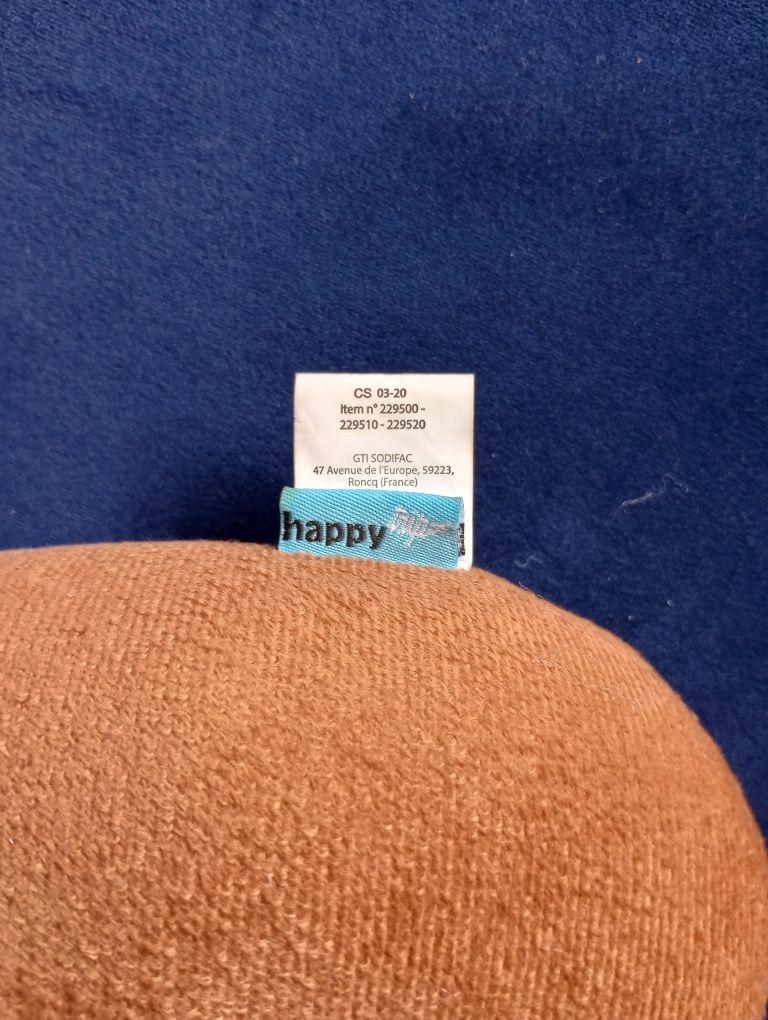 CS 03-20
Item n° 229500 -
229510 - 229520
GTI SODIFAC
47 Avenue de l'Europe, 59223,
Roncq (France)
happy